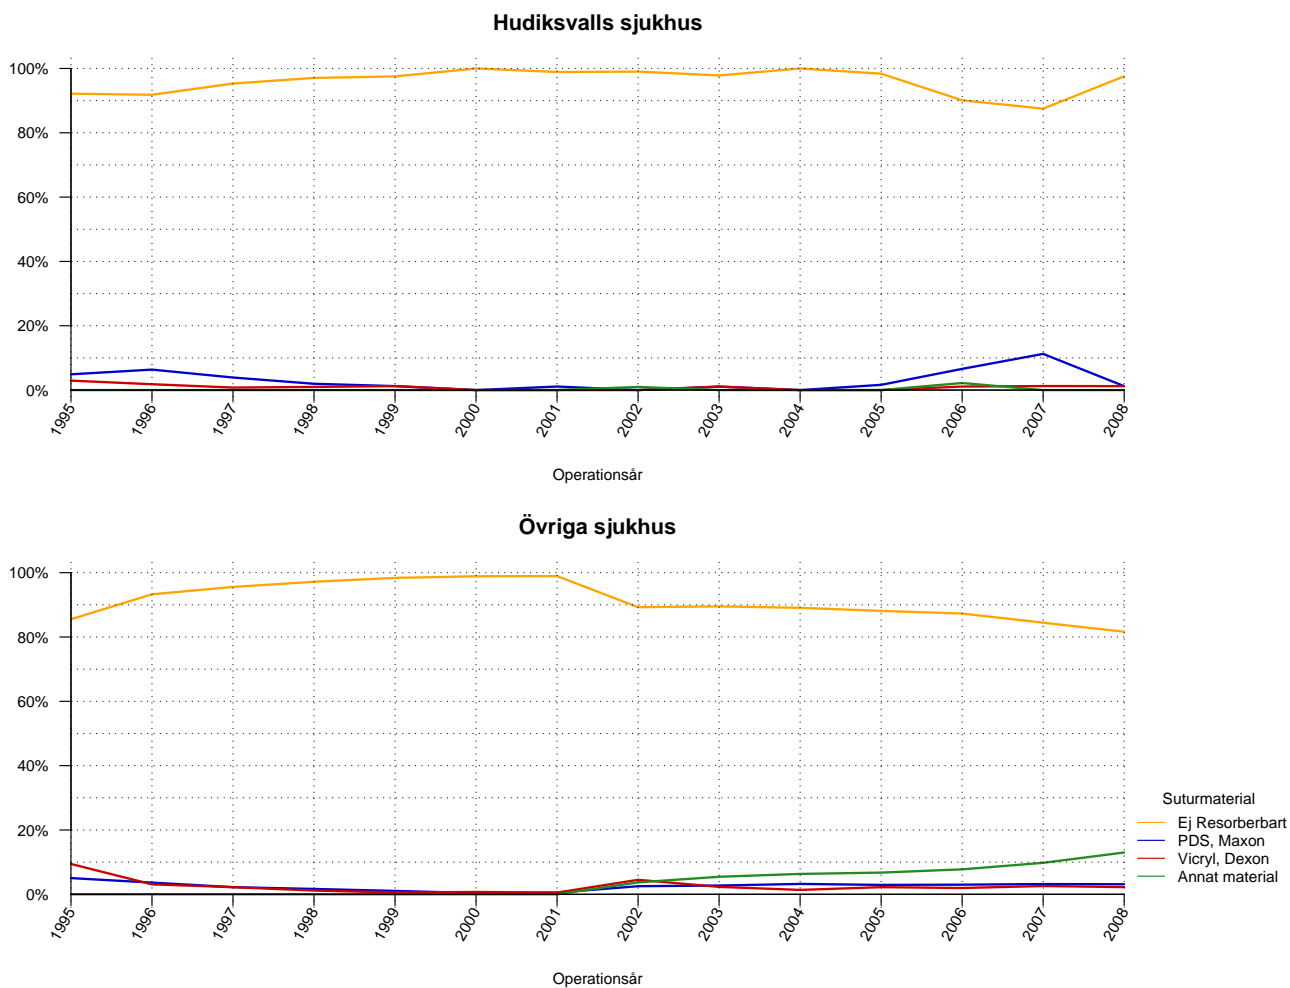 Hudiksvalls sjukhus
100%
80%
60%
40%
20%
0%
1995 1996 1997 1998 1999 2000 2001 2002 2003 2004 2005 2006 2007 2008
Operationsår
Övriga sjukhus
100%
80%
60%
40%
20%
0%
1995 1996 1997 1998 1999 2000 2001 2002 2003 2004 2005 2006 2007 2008
Operationsår
Suturmaterial
Ej Resorberbart
PDS, Maxon
Vicryl, Dexon
Annat material